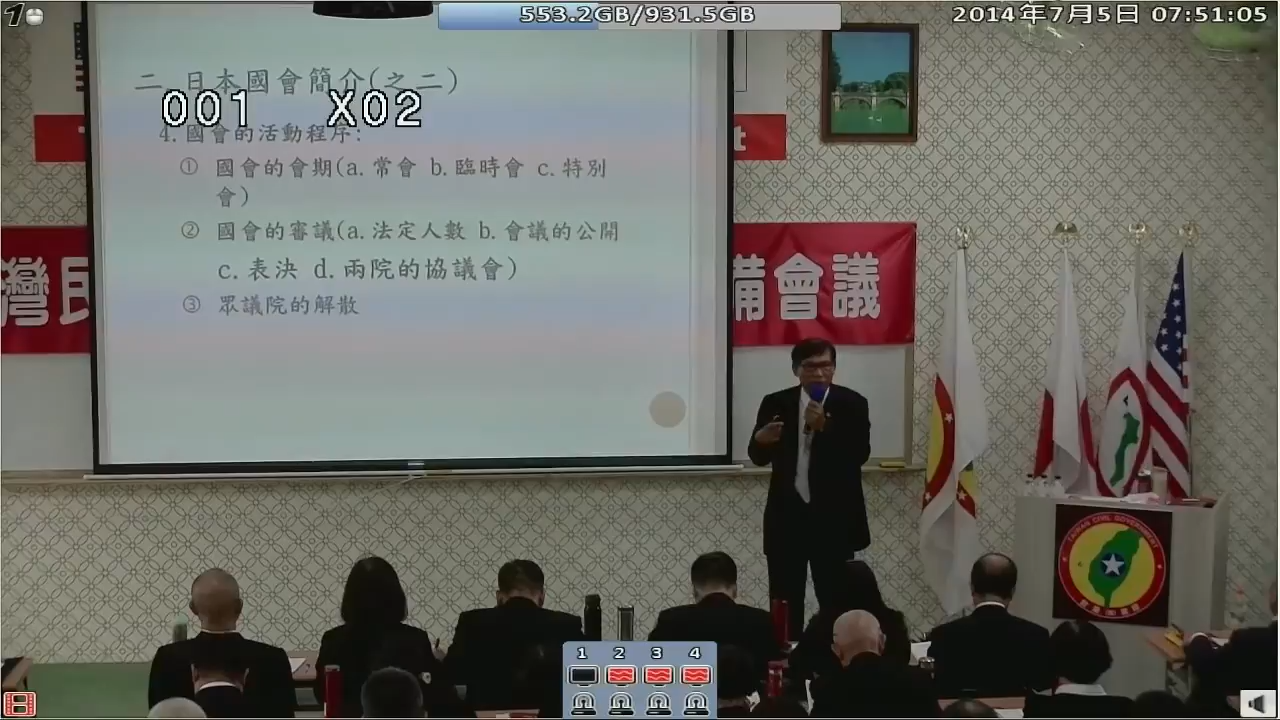 1
553.2GB/931.5GB
2014年7月5日 07:51:05
二、日本國會簡介(之二)
001 X02
4.國會的活動程序:
① 國會的會期(a.常會 b.臨時會 c.特別
會)
② 國會的審議(a.法定人數 b.會議的公開
c.表決 d.兩院的協議會)
③ 眾議院的解散
t
灣民
備會議
TAIWAN CIVIL GOVERNMENT
1 2 3 4